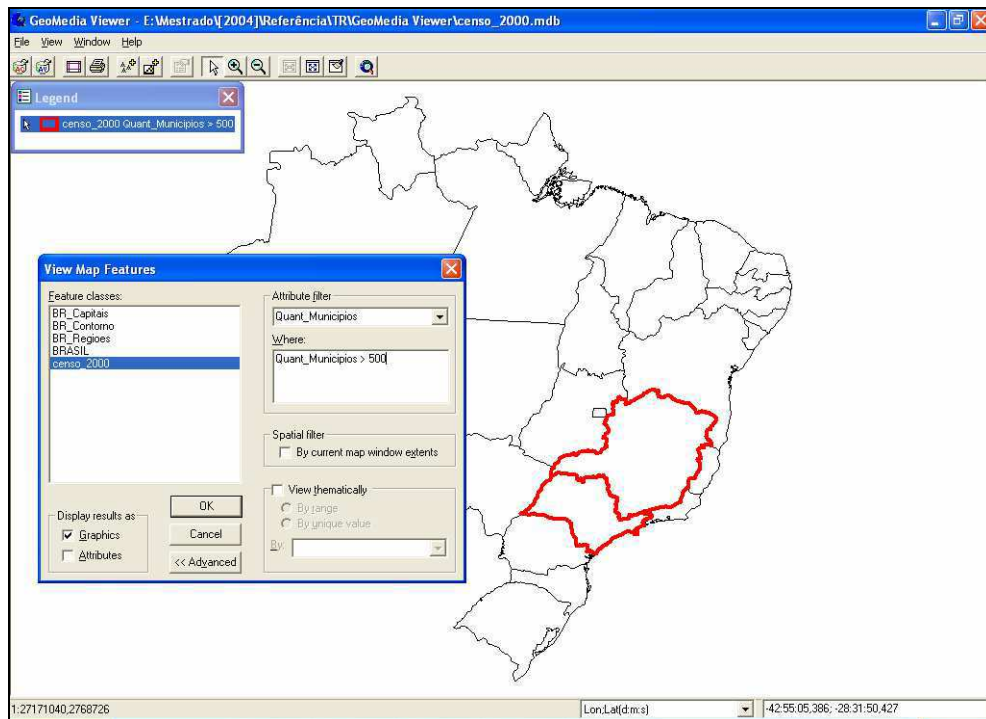 GeoMedia Viewer - E:\Mestrado\[2004]\Referência\TR\GeoMedia Viewer\censo_2000.mdb
File View Window Help
Legend
censo_2000 Quant_Municipios > 500
View Map Features
Feature classes:
BR_Capitais
BR_Contorno
BR_Regioes
BRASIL
censo_2000
Attribute filter
Quant_Municipios
Where:
Quant_Municipios > 500
Spatial filter
By current map window extents
View thematically
By range
By unique value
By:
Display results as
Graphics
Attributes
OK
Cancel
<< Advanced
1:27171040,2768726
Lon;Lat(d:m:s)
-42:55:05,386; -28:31:50,427